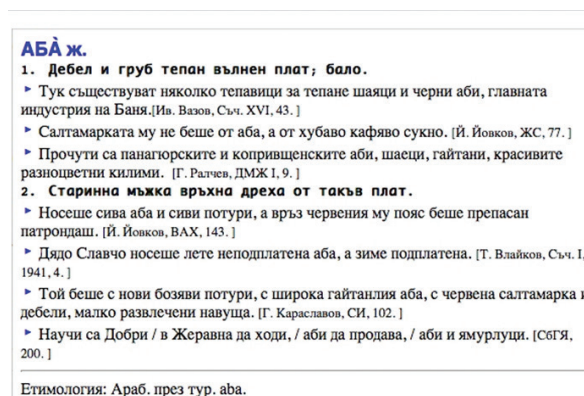 АБА̀ ж.
1. Дебел и груб тепан вълнен плат; бало.
‣ Тук съществуват няколко тепавици за тепане шаяци и черни аби, главната
индустрия на Баня.[Ив. Вазов, Съч. XVI, 43. ]
‣ Салтамарката му не беше от аба, а от хубаво кафяво сукно. [Й. Йовков, ЖС, 77. ]
‣ Прочути са панагюрските и копривщенските аби, шаеци, гайтани, красивите
разноцветни килими. [Г. Ралчев, ДМЖ I, 9. ]
2. Старинна мъжка връхна дреха от такъв плат.
‣ Носеше сива аба и сиви потури, а връз червения му пояс беше препасан
патрондаш. [Й. Йовков, ВАХ, 143. ]
‣ Дядо Славчо носеше лете неподплатена аба, а зиме подплатена. [Т. Влайков, Съч. I,
1941, 4. ]
‣ Той беше с нови бозяви потури, с широка гайтанлия аба, с червена салтамарка и
дебели, малко развлечени навуща. [Г. Караславов, СИ, 102. ]
‣ Научи са Добри / в Жеравна да ходи, / аби да продава, / аби и ямурлуци. [СбГЯ,
200. ]
Етимология: Араб. през тур. aba.